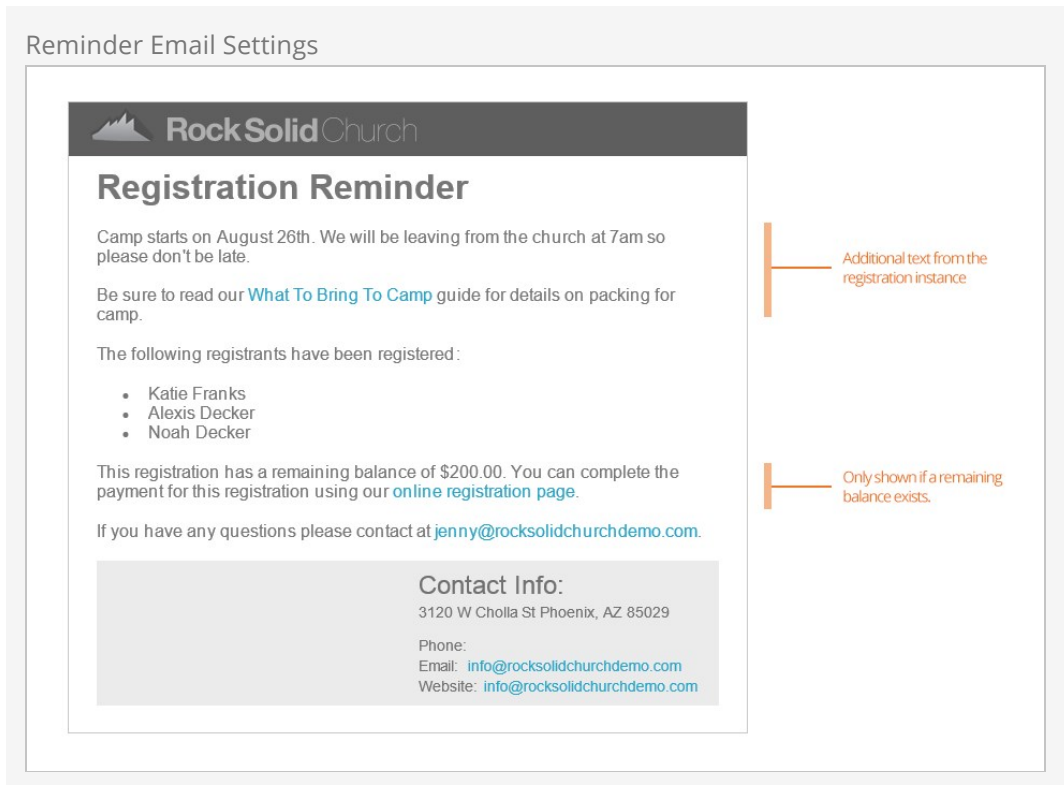 Reminder Email Settings
RockSolidChurch
Registration Reminder
Camp starts on August 26th. We will be leaving from the church at 7am so
please don't be late.
Be sure to read our What To Bring To Camp guide for details on packing for
camp.
The following registrants have been registered:
• Katie Franks
• Alexis Decker
• Noah Decker
This registration has a remaining balance of $200.00. You can complete the
payment for this registration using our online registration page.
If you have any questions please contact at jenny@rocksolidchurchdemo.com.
Contact Info:
3120 W Cholla St Phoenix, AZ 85029
Phone:
Email: info@rocksolidchurchdemo.com
Website: info@rocksolidchurchdemo.com
Additional text from the
registration instance
Only shown if a remaining
balance exists.